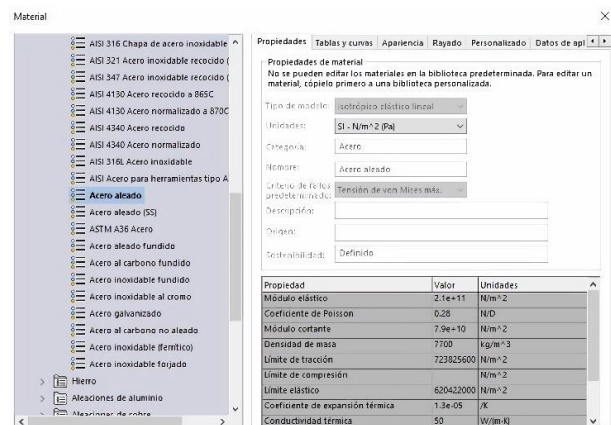 Material
AISI 316 Chapa de acero inoxidable
AISI 321 Acero inoxidable recocido (
AISI 347 Acero inoxidable recocido (
AISI 4130 Acero recocido a 865C
AISI 4130 Acero normalizado a 870C
AISI 4340 Acero recocido
AISI 4340 Acero normalizado
AISI 316L Acero inoxidable
AISI Acero para herramientas tipo A
Acero aleado
Acero aleado (SS)
ASTM A36 Acero
Acero aleado fundido
Acero al carbono fundido
Acero inoxidable fundido
Acero inoxidable al cromo
Acero galvanizado
Acero al carbono no aleado
Acero inoxidable (ferrítico)
Acero inoxidable forjado
Hierro
Aleaciones de aluminio
Aleaciones de cobre
Propiedades Tablas y curvas Apariencia Rayado Personalizado Datos de apl
Propiedades de material
No se pueden editar los materiales en la biblioteca predeterminada. Para editar un
material, cópielo primero a una biblioteca personalizada.
Tipo de modelo: Isotrópico elástico lineal
Unidades: SI - N/m^2 (Pa)
Categoría: Acero
Nombre: Acero aleado
Criterio de fallos
predeterminado: Tensión de von Mises máx.
Descripción:
Origen:
Sostenibilidad: Definido
Propiedad Valor Unidades
Módulo elástico 2.1e+11 N/m^2
Coeficiente de Poisson 0.28 N/D
Módulo cortante 7.9e+10 N/m^2
Densidad de masa 7700 kg/m^3
Límite de tracción 723825600 N/m^2
Límite de compresión N/m^2
Límite elástico 620422000 N/m^2
Coeficiente de expansión térmica 1.3e-05 /K
Conductividad térmica 50 W/(m·K)